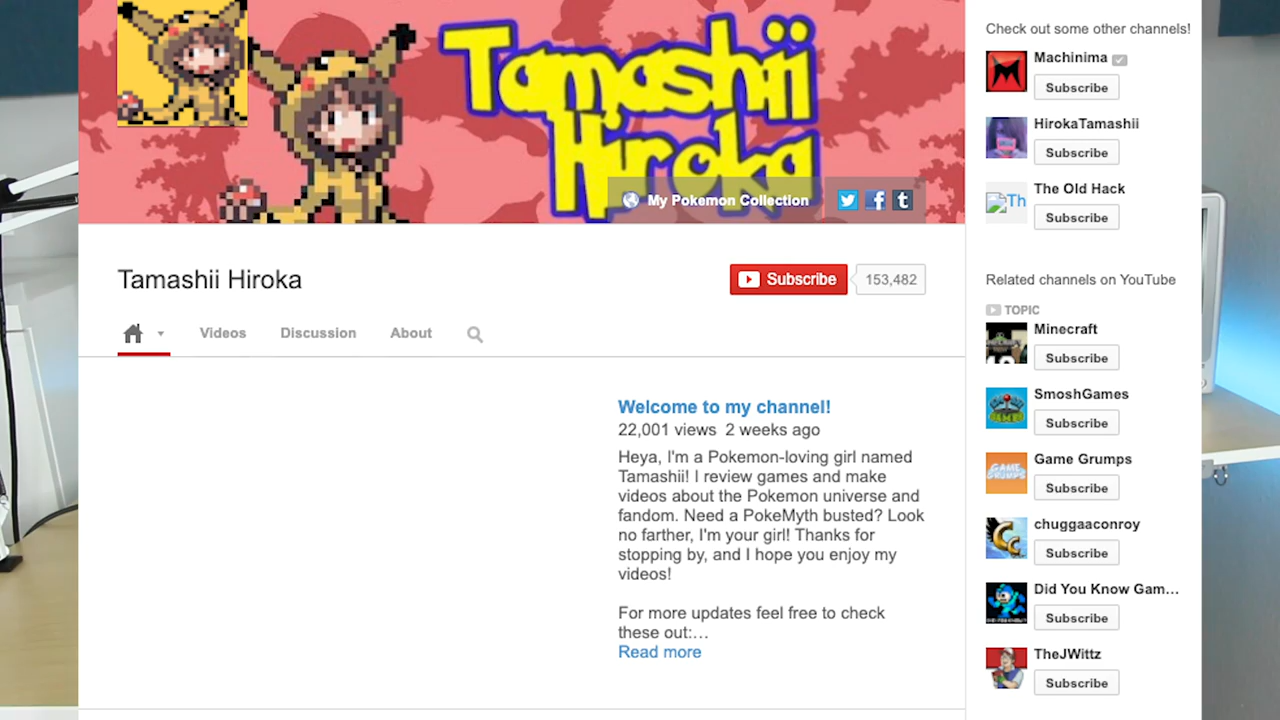 Tamashii
Hiroka
My Pokemon Collection
Tamashii Hiroka
Subscribe
153,482
Videos
Discussion
About
Welcome to my channel!
22,001 views 2 weeks ago
Heya, I'm a Pokemon-loving girl named
Tamashii! I review games and make
videos about the Pokemon universe and
fandom. Need a PokeMyth busted? Look
no farther, I'm your girl! Thanks for
stopping by, and I hope you enjoy my
videos!
For more updates feel free to check
these out:…
Read more
Check out some other channels!
Machinima
Subscribe
HirokaTamashii
Subscribe
Th
The Old Hack
Subscribe
Related channels on YouTube
TOPIC
Minecraft
Subscribe
SmoshGames
Subscribe
GAME
GRUMPS
Game Grumps
Subscribe
chuggaaconroy
Subscribe
Did You Know Gam…
Subscribe
TheJWittz
Subscribe